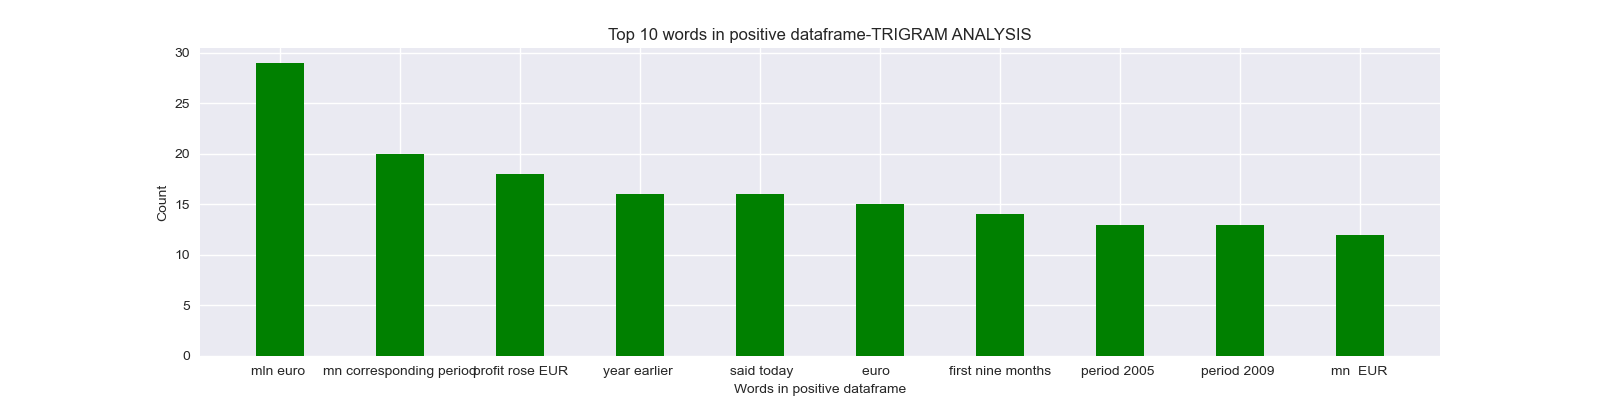 Top 10 words in positive dataframe-TRIGRAM ANALYSIS
30
25
20
15
10
5
0
Count
mln euro mn corresponding period profit rose EUR year earlier said today euro first nine months period 2005 period 2009 mn  EUR
Words in positive dataframe